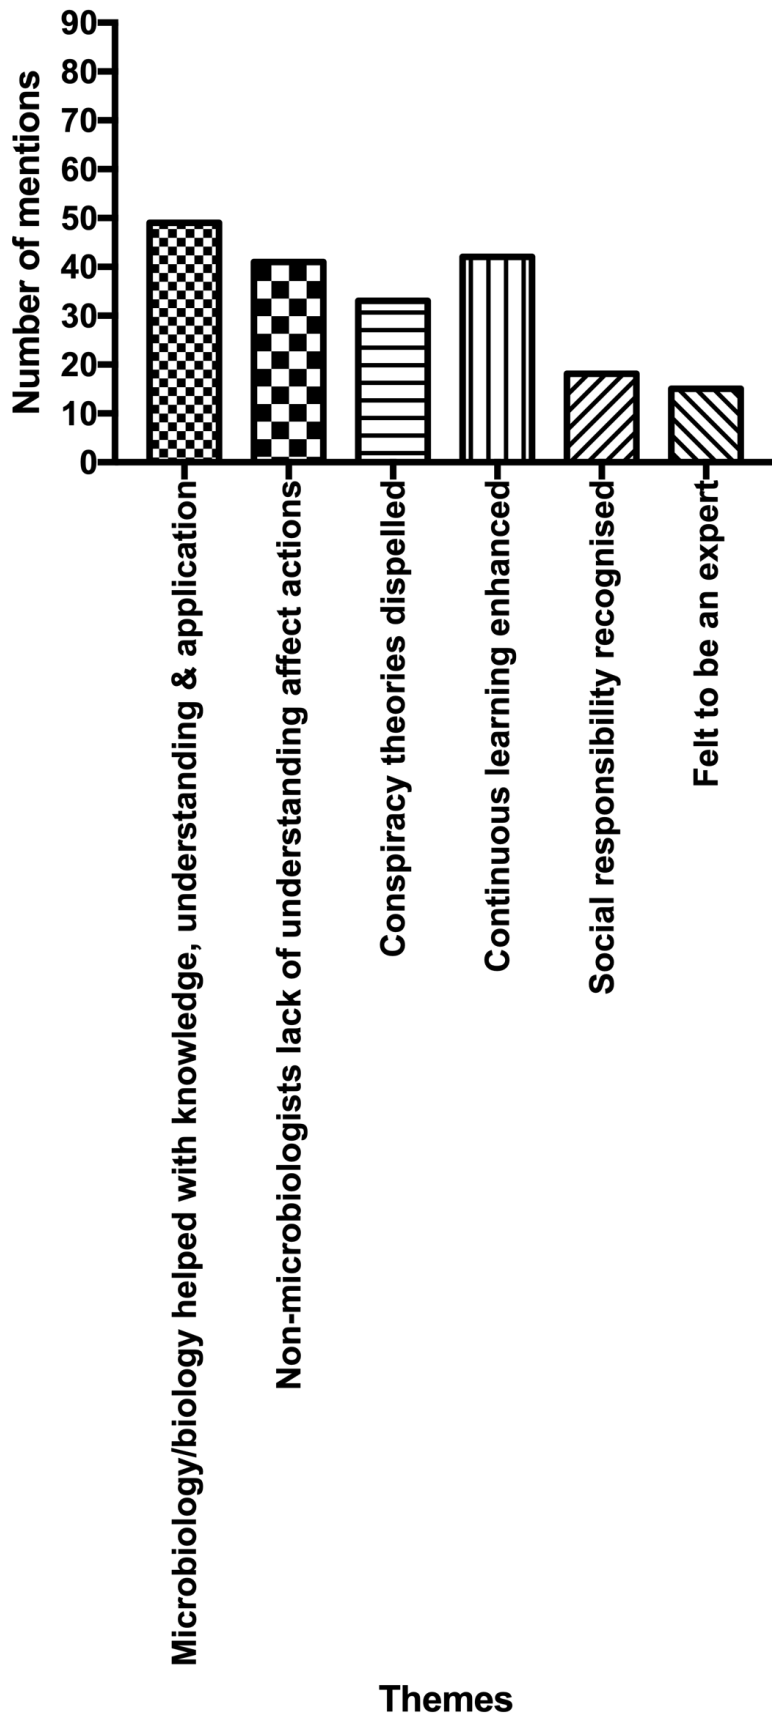 Number of mentions
90
80
70
60
50
40
30
20
10
0
Microbiology/biology helped with knowledge, understanding & application
Non-microbiologists lack of understanding affect actions
Conspiracy theories dispelled
Continuous learning enhanced
Social responsibility recognised
Felt to be an expert
Themes